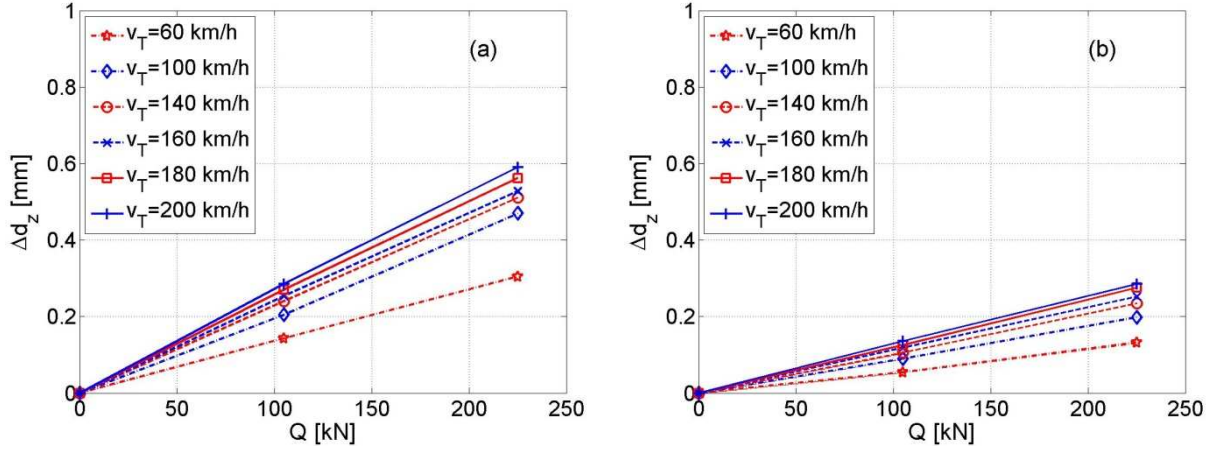 (a)
v_T=60 km/h
v_T=100 km/h
v_T=140 km/h
v_T=160 km/h
v_T=180 km/h
v_T=200 km/h
1
0.8
0.6
0.4
0.2
0
Δd_z [mm]
0 50 100 150 200 250
Q [kN]
(b)
v_T=60 km/h
v_T=100 km/h
v_T=140 km/h
v_T=160 km/h
v_T=180 km/h
v_T=200 km/h
1
0.8
0.6
0.4
0.2
0
Δd_z [mm]
0 50 100 150 200 250
Q [kN]